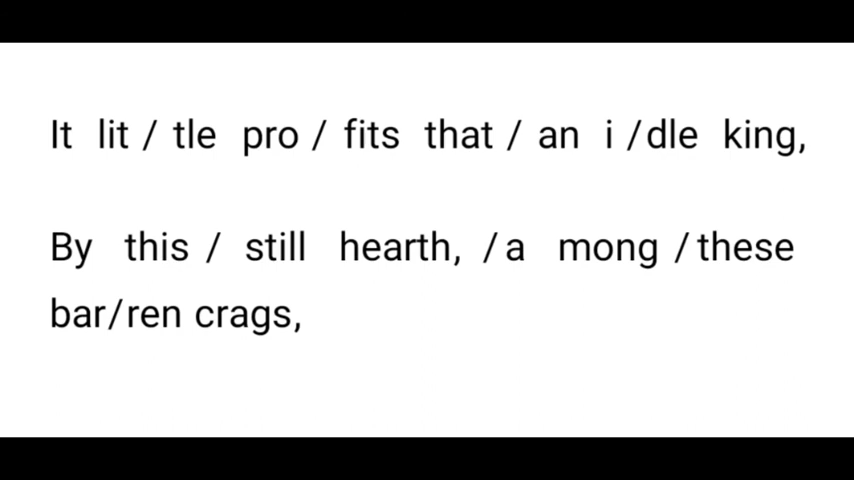 It lit / tle pro / fits that / an i /dle king,
By this / still hearth, /a mong /these
bar/ren crags,